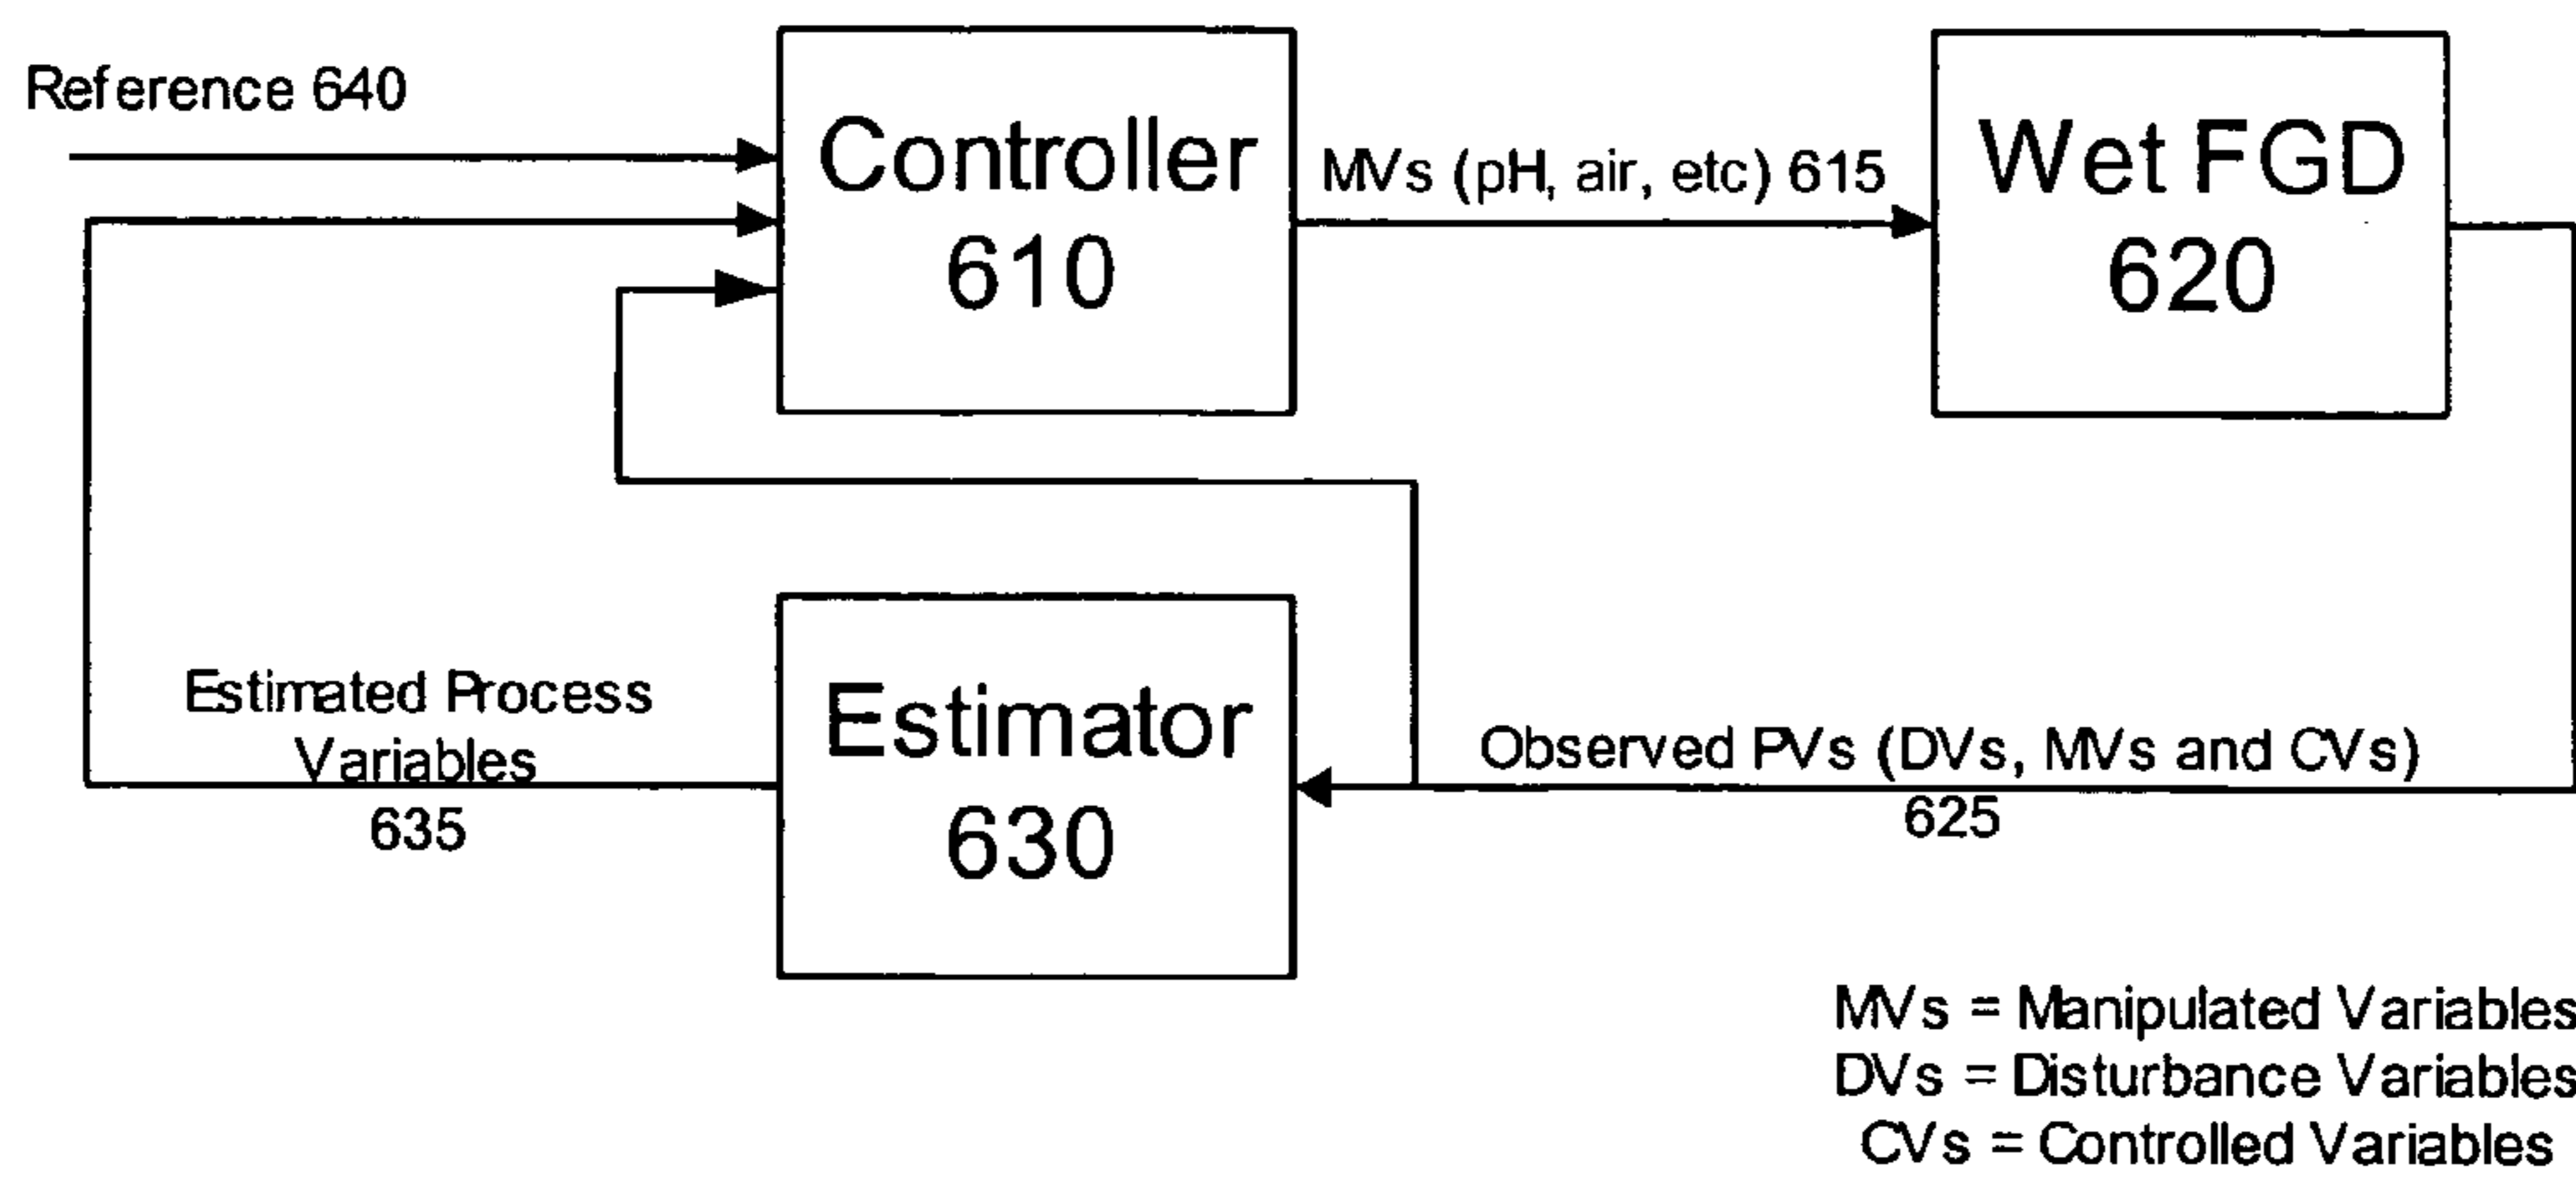 Reference 640
Controller
610
MVs (pH, air, etc) 615
Wet FGD
620
Estimated Process
Variables
635
Estimator
630
Observed PVs (DVs, MVs and CVs)
625
MVs = Manipulated Variables
DVs = Disturbance Variables
CVs = Controlled Variables